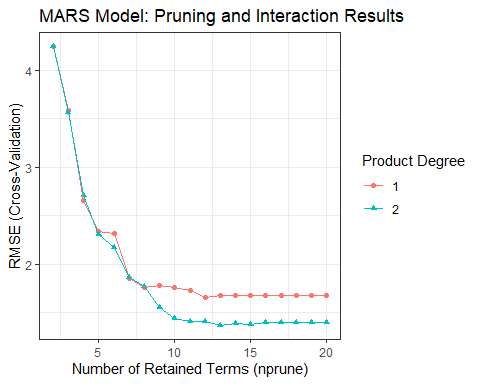 MARS Model: Pruning and Interaction Results
RMSE (Cross-Validation)
4
3
2
5
10
15
20
Number of Retained Terms (nprune)
Product Degree
1
2